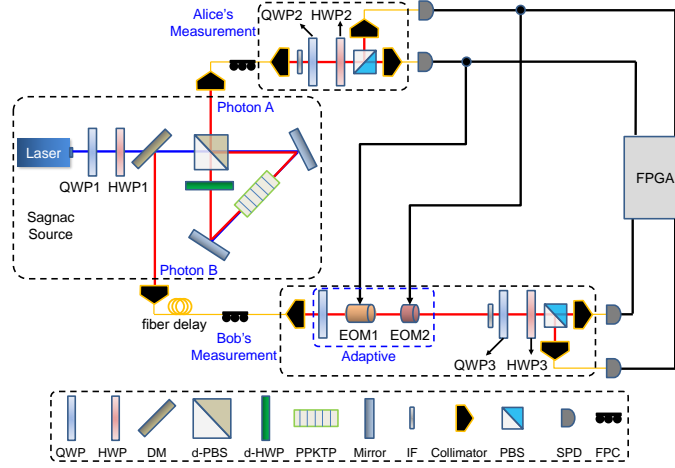 Alice's
Measurement
QWP2
HWP2
Photon A
Laser
QWP1
HWP1
Sagnac
Source
FPGA
Photon B
fiber delay
Bob's
Measurement
EOM1
EOM2
Adaptive
QWP3
HWP3
QWP
HWP
DM
d-PBS
d-HWP
PPKTP
Mirror
IF
Collimator
PBS
SPD
FPC